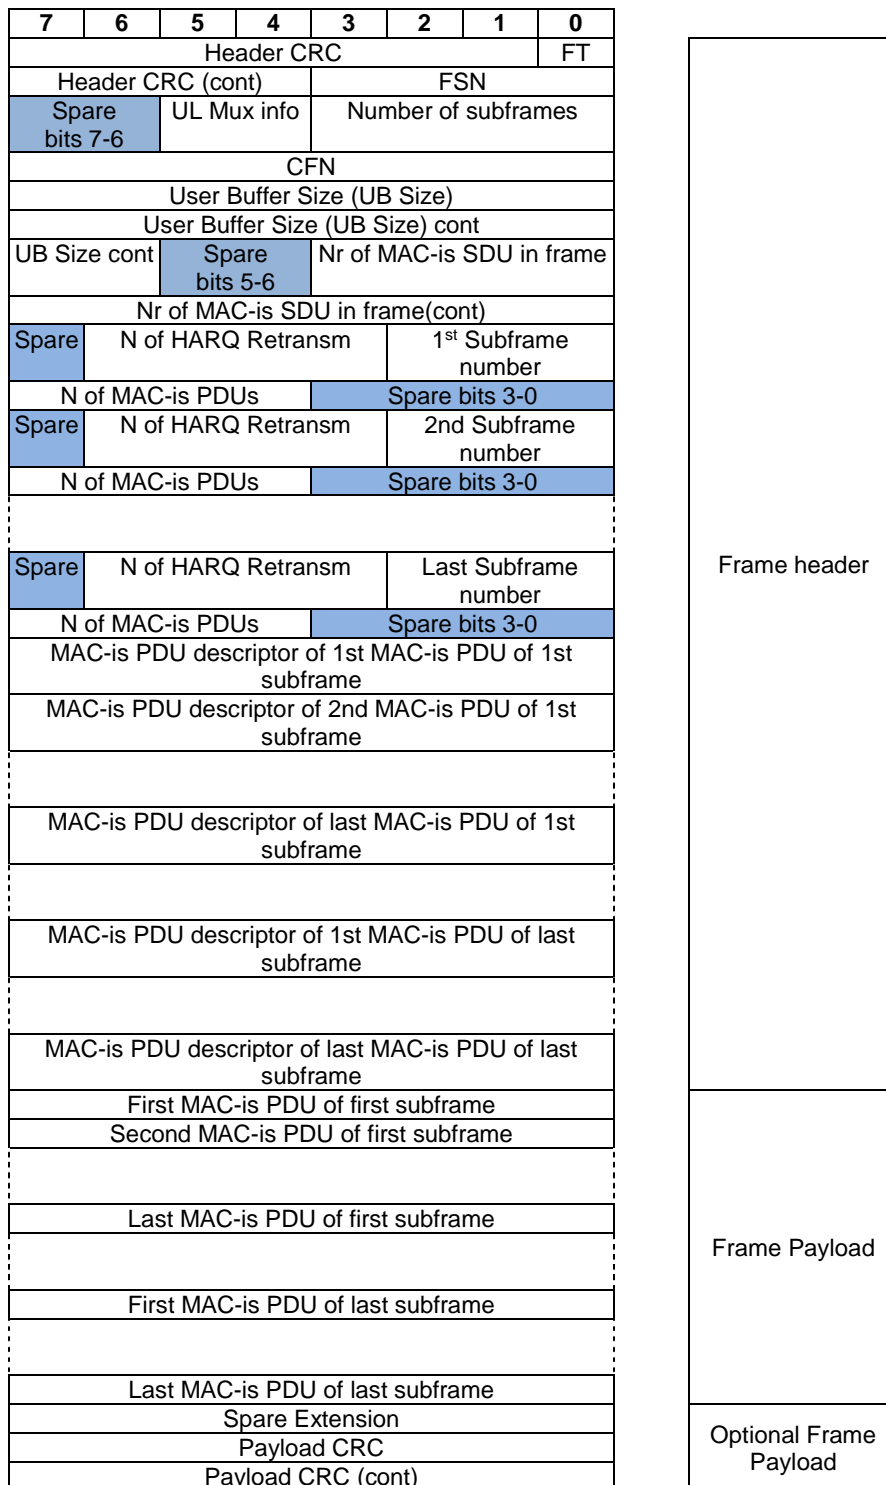 7 6 5 4 3 2 1 0
Header CRC FT
Header CRC (cont) FSN
Spare UL Mux info Number of subframes
bits 7-6
CFN
User Buffer Size (UB Size)
User Buffer Size (UB Size) cont
UB Size cont Spare Nr of MAC-is SDU in frame
bits 5-6
Nr of MAC-is SDU in frame(cont)
Spare N of HARQ Retransm 1st Subframe
number
N of MAC-is PDUs Spare bits 3-0
Spare N of HARQ Retransm 2nd Subframe
number
N of MAC-is PDUs Spare bits 3-0
Spare N of HARQ Retransm Last Subframe
number
N of MAC-is PDUs Spare bits 3-0
MAC-is PDU descriptor of 1st MAC-is PDU of 1st
subframe
MAC-is PDU descriptor of 2nd MAC-is PDU of 1st
subframe
MAC-is PDU descriptor of last MAC-is PDU of 1st
subframe
MAC-is PDU descriptor of 1st MAC-is PDU of last
subframe
MAC-is PDU descriptor of last MAC-is PDU of last
subframe
First MAC-is PDU of first subframe
Second MAC-is PDU of first subframe
Last MAC-is PDU of first subframe
First MAC-is PDU of last subframe
Last MAC-is PDU of last subframe
Spare Extension
Payload CRC
Payload CRC (cont)
Frame header
Frame Payload
Optional Frame
Payload